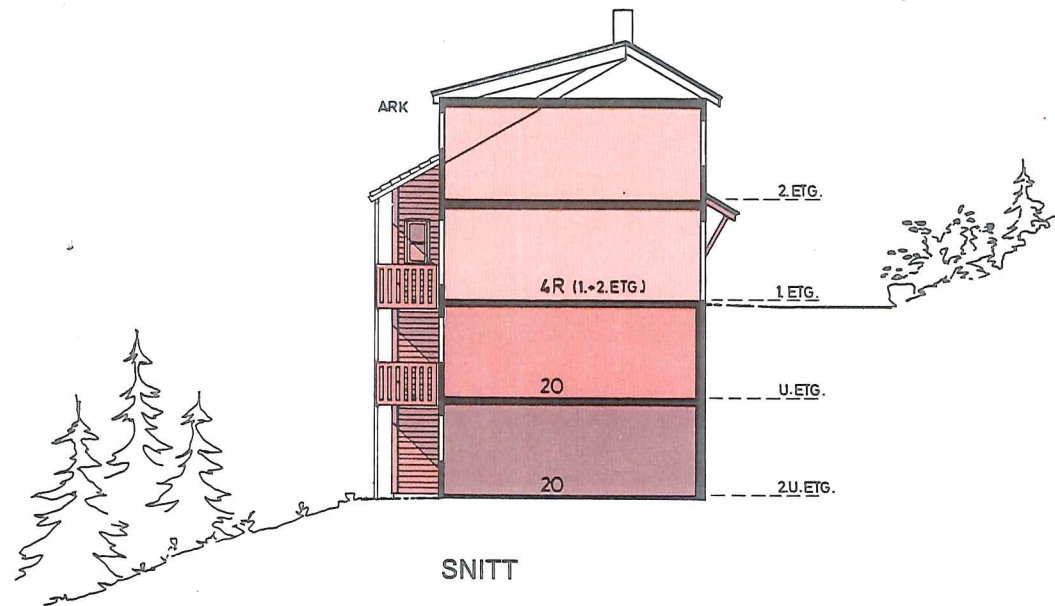 ARK
2.ETG.
4R (1.+2.ETG.)
1.ETG.
20
U.ETG.
20
2.U.ETG.
SNITT